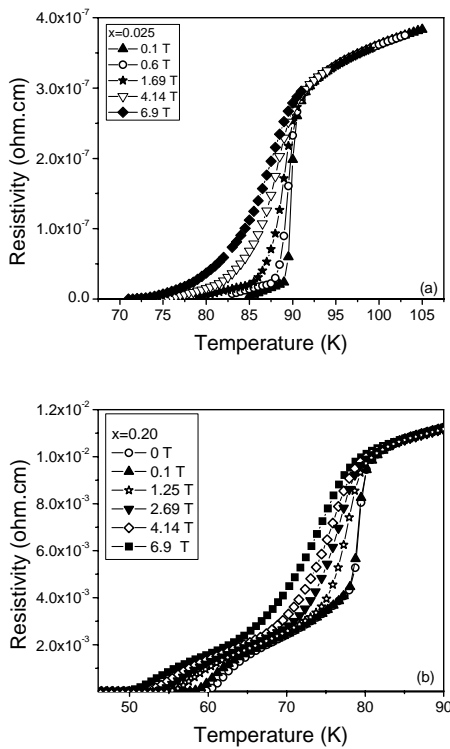 x=0.025
0.1 T
0.6 T
1.69 T
4.14 T
6.9 T
4.0x10⁻⁷
3.0x10⁻⁷
2.0x10⁻⁷
1.0x10⁻⁷
0.0
Resistivity (ohm.cm)
(a)
70 75 80 85 90 95 100 105
Temperature (K)
x=0.20
0 T
0.1 T
1.25 T
2.69 T
4.14 T
6.9 T
1.2x10⁻²
1.0x10⁻²
8.0x10⁻³
6.0x10⁻³
4.0x10⁻³
2.0x10⁻³
Resistivity (ohm.cm)
(b)
50 60 70 80 90
Temperature (K)